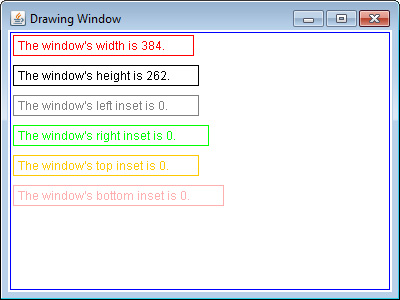 Drawing Window
The window's width is 384.
The window's height is 262.
The window's left inset is 0.
The window's right inset is 0.
The window's top inset is 0.
The window's bottom inset is 0.